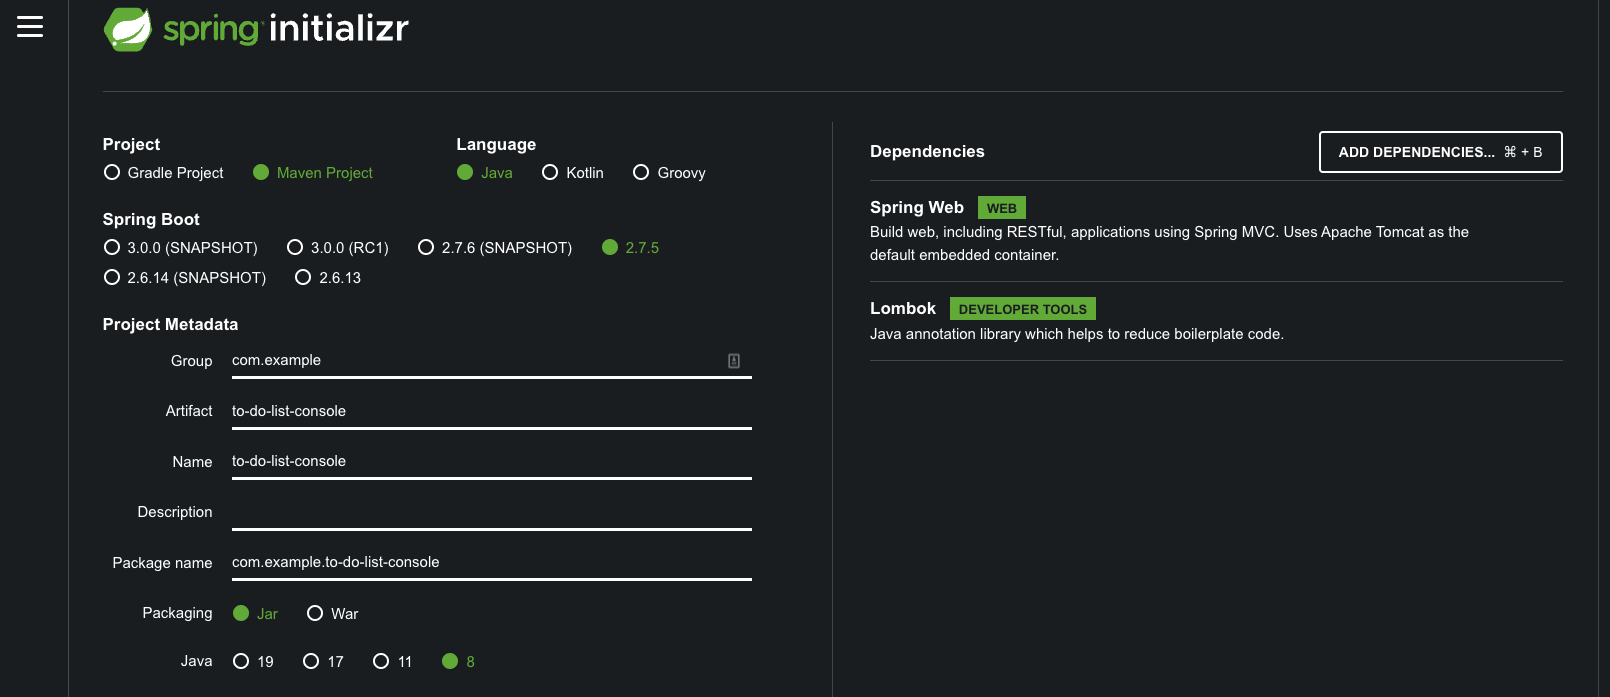 spring initializr
Project
Gradle Project Maven Project
Language
Java Kotlin Groovy
Spring Boot
3.0.0 (SNAPSHOT) 3.0.0 (RC1) 2.7.6 (SNAPSHOT) 2.7.5
2.6.14 (SNAPSHOT) 2.6.13
Project Metadata
Group com.example
Artifact to-do-list-console
Name to-do-list-console
Description
Package name com.example.to-do-list-console
Packaging Jar War
Java 19 17 11 8
Dependencies
ADD DEPENDENCIES... ⌘ + B
Spring Web WEB
Build web, including RESTful, applications using Spring MVC. Uses Apache Tomcat as the
default embedded container.
Lombok DEVELOPER TOOLS
Java annotation library which helps to reduce boilerplate code.